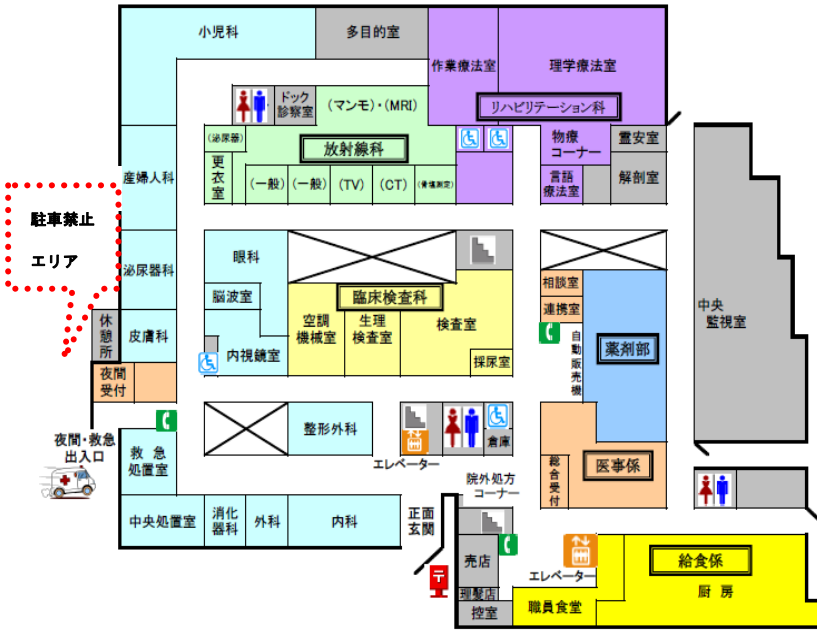 小児科
多目的室
作業療法室
理学療法室
ドック
診察室
(マンモ)・(MRI)
リハビリテーション科
(泌尿器)
放射線科
物療
コーナー
霊安室
更衣室
(一般)
(一般)
(TV)
(CT)
(骨塩測定)
言語
療法室
解剖室
産婦人科
駐車禁止
エリア
泌尿器科
眼科
脳波室
臨床検査科
相談室
連携室
中央
監視室
休憩所
皮膚科
内視鏡室
空調
機械室
生理
検査室
検査室
採尿室
自動販売機
薬剤部
夜間
受付
夜間・救急
出入口
救急
処置室
整形外科
エレベーター
倉庫
院外処方
コーナー
総合受付
医事係
中央処置室
消化
器科
外科
内科
正面
玄関
売店
エレベーター
給食係
厨房
理髪店
控室
職員食堂